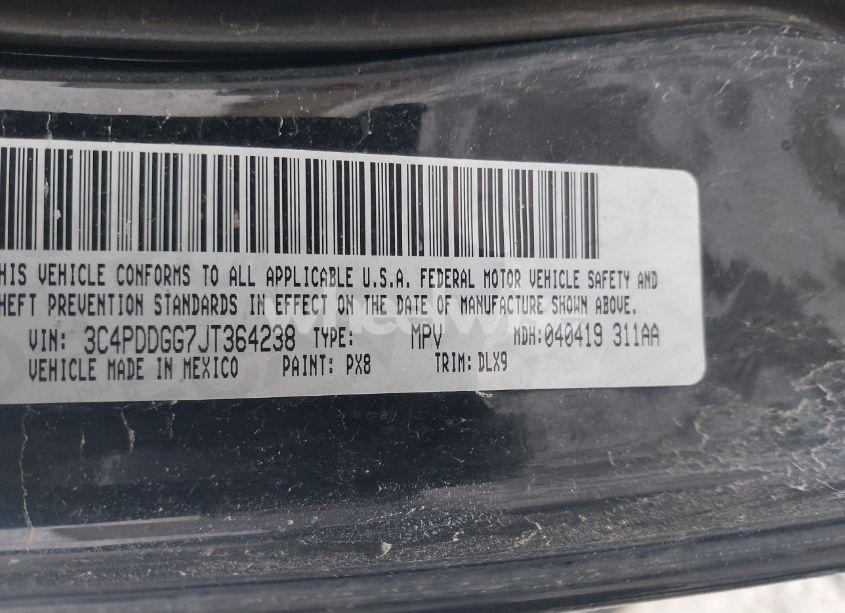 HIS VEHICLE CONFORMS TO ALL APPLICABLE U.S.A. FEDERAL MOTOR VEHICLE SAFETY AND
HEFT PREVENTION STANDARDS IN EFFECT ON THE DATE OF MANUFACTURE SHOWN ABOVE.
VIN: 3C4PDDGG7JT364238 TYPE: MPV MDH:040419 311AA
VEHICLE MADE IN MEXICO PAINT: PX8 TRIM: DLX9